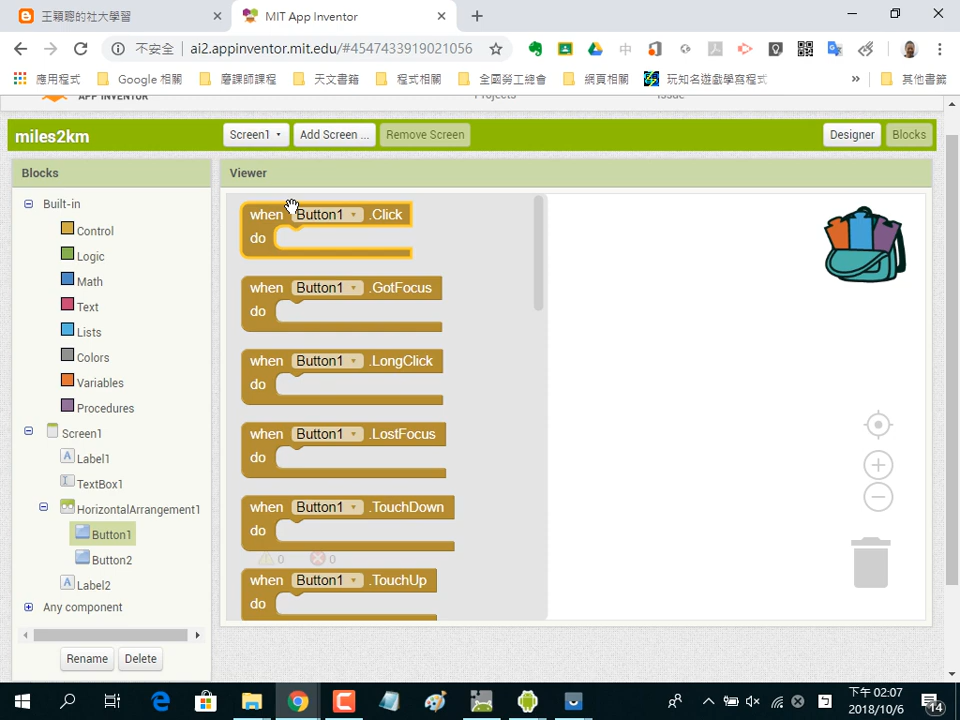 王顆聰的社大學習
MIT App Inventor
不安全 | ai2.appinventor.mit.edu/#4547433919021056
應用程式
Google 相關
磨課師課程
天文書籍
程式相關
全國勞工總會
網頁相關
玩知名遊戲學寫程式
»
其他書籤
APP INVENTOR
Projects
Issue
miles2km
Screen1
Add Screen ...
Remove Screen
Designer
Blocks
Blocks
Viewer
Built-in
Control
Logic
Math
Text
Lists
Colors
Variables
Procedures
Screen1
Label1
TextBox1
HorizontalArrangement1
Button1
Button2
Label2
Any component
Rename
Delete
when Button1 .Click
do
when Button1 .GotFocus
do
when Button1 .LongClick
do
when Button1 .LostFocus
do
when Button1 .TouchDown
do
0 0
when Button1 .TouchUp
do
下午 02:07
2018/10/6
14